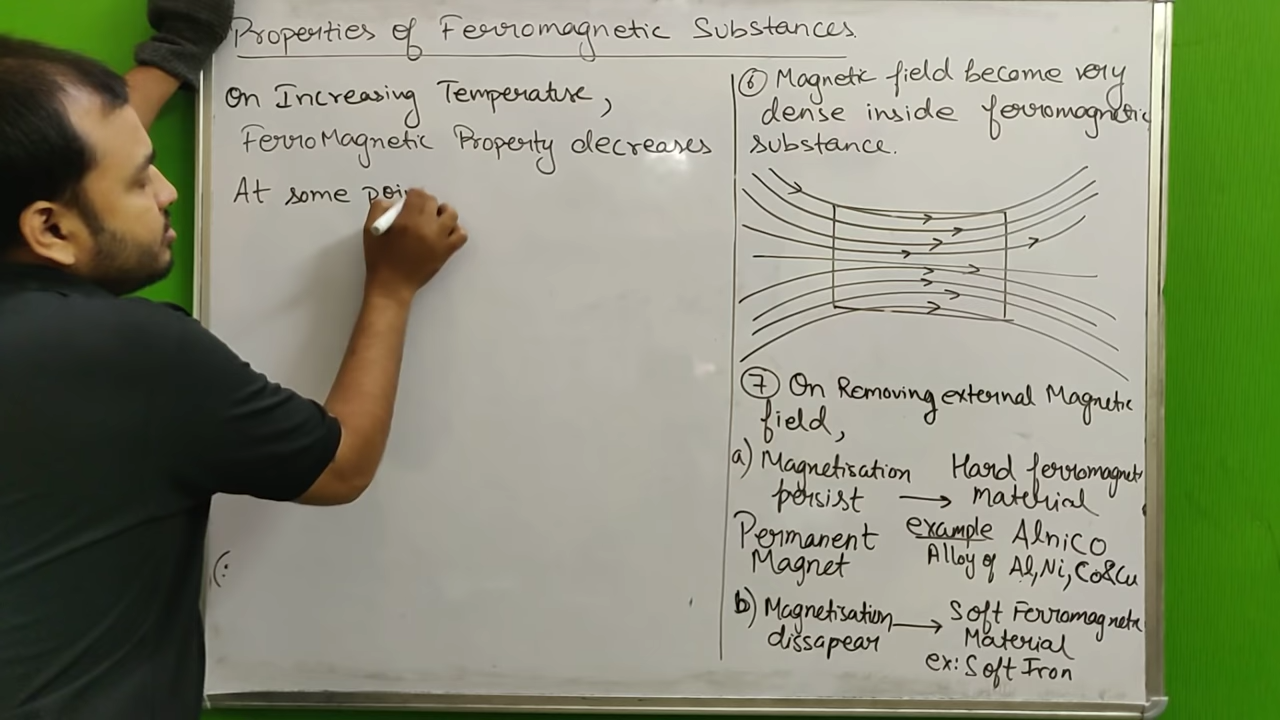 Properties of Ferromagnetic Substances.
On Increasing Temperature,
FerroMagnetic Property decreases
At some poi
⑥ Magnetic field become very
dense inside ferromagnetic
substance.
⑦ On Removing external Magnetic
field,
a) Magnetisation persist → Hard ferromagnet material
Permanent Magnet
example Alnico
Alloy of Al, Ni, Co & Cu
b) Magnetisation dissapear → Soft Ferromagnetic Material
ex: Soft Iron